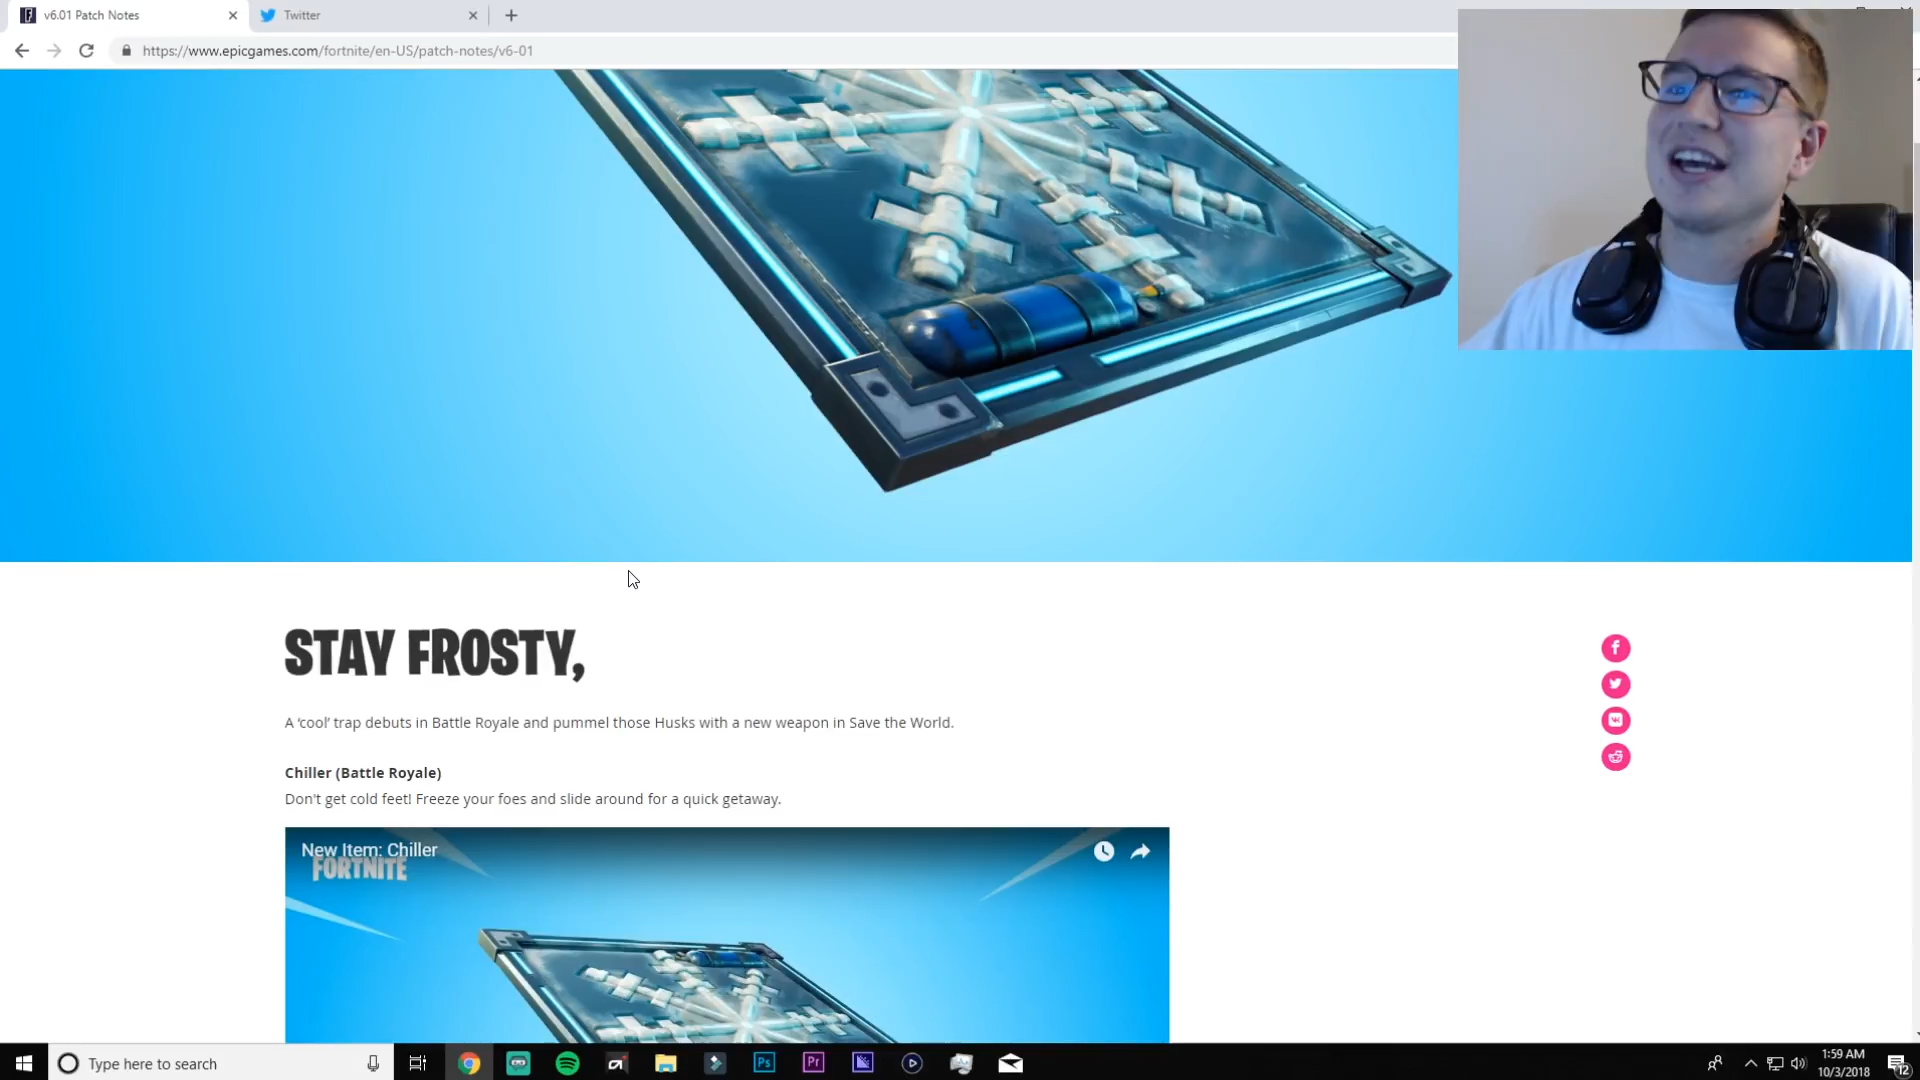 v6.01 Patch Notes
Twitter
https://www.epicgames.com/fortnite/en-US/patch-notes/v6-01
STAY FROSTY,
A ‘cool’ trap debuts in Battle Royale and pummel those Husks with a new weapon in Save the World.
Chiller (Battle Royale)
Don't get cold feet! Freeze your foes and slide around for a quick getaway.
New Item: Chiller
FORTNITE
Type here to search
Ps
Pr
1:59 AM
10/3/2018
12